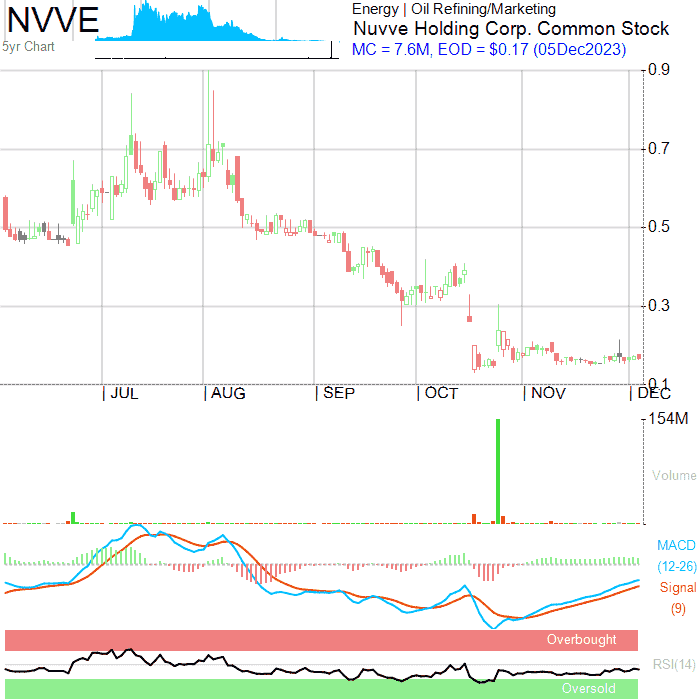 NVVE
5yr Chart
Energy | Oil Refining/Marketing
Nuvve Holding Corp. Common Stock
MC = 7.6M, EOD = $0.17 (05Dec2023)
0.9
0.7
0.5
0.3
0.1
| JUL | AUG | SEP | OCT | NOV | DEC
154M
Volume
MACD
(12-26)
Signal
(9)
Overbought
RSI(14)
Oversold